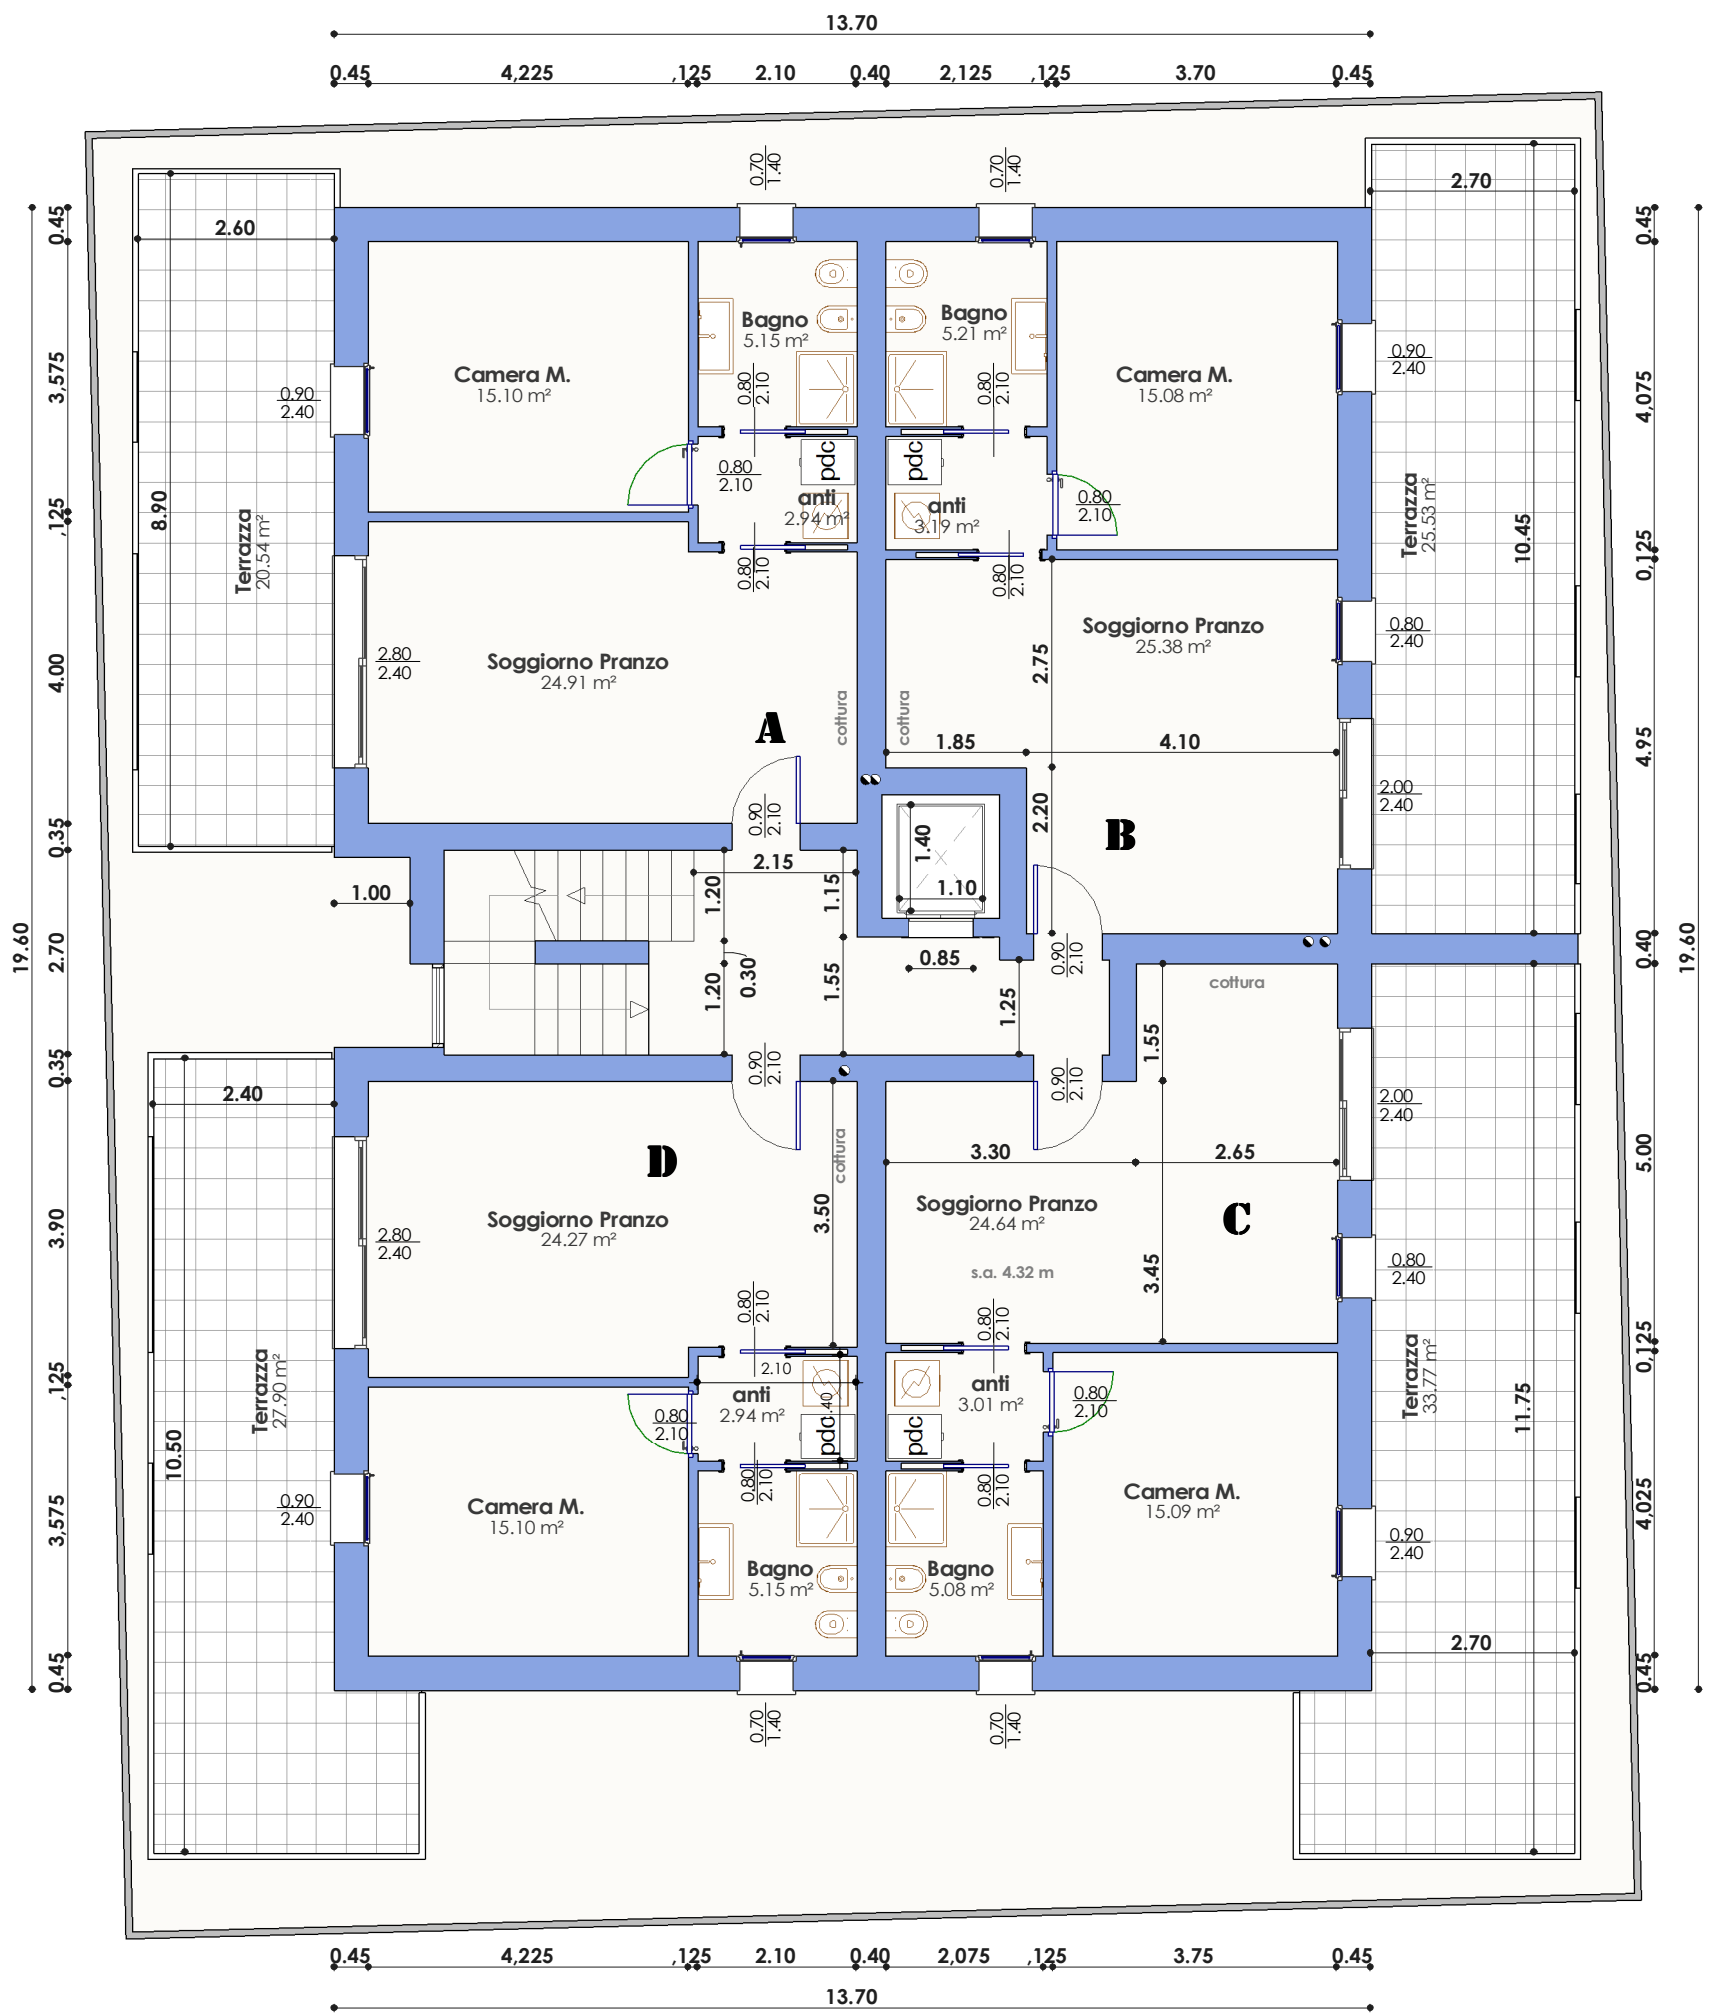 13.70
0.45 4,225 ,125 2.10 0.40 2,125 ,125 3.70 0.45
0.70
1.40
0.70
1.40
2.60
2.70
0.45
3,575
,125
4.00
0.35
2.70
0.35
3.90
,125
3,575
0.45
19.60
0.45
4,075
0,125
4.95
0.40
5.00
0,125
4,025
0.45
19.60
Camera M.
15.10 m²
Bagno
5.15 m²
Bagno
5.21 m²
Camera M.
15.08 m²
0.90
2.40
0.80
2.10
0.80
2.10
0.90
2.40
pdc
pdc
0.80
2.10
anti
2.94 m²
anti
3.19 m²
0.80
2.10
Terrazza
20.54 m²
8.90
Terrazza
25.53 m²
10.45
0.80
2.10
0.80
2.10
Soggiorno Pranzo
24.91 m²
2.80
2.40
Soggiorno Pranzo
25.38 m²
0.80
2.40
2.75
cottura
cottura
A
1.85 4.10
2.00
2.40
2.20
B
0.90
2.10
1.40
1.10
2.15
1.20
1.15
1.00
0.85
0.90
2.10
0.30
1.20
1.55
1.25
cottura
1.55
0.90
2.10
0.90
2.10
2.40
2.00
2.40
D
cottura
3.30 2.65
3.50
Soggiorno Pranzo
24.27 m²
2.80
2.40
Soggiorno Pranzo
24.64 m²
C
s.a. 4.32 m
3.45
0.80
2.40
0.80
2.10
0.80
2.10
2.10
anti
2.94 m²
1.40
pdc
anti
3.01 m²
pdc
0.80
2.10
0.80
2.10
Terrazza
27.90 m²
10.50
Terrazza
33.77 m²
11.75
0.80
2.10
0.80
2.10
0.90
2.40
Camera M.
15.10 m²
Camera M.
15.09 m²
0.90
2.40
Bagno
5.15 m²
Bagno
5.08 m²
2.70
0.70
1.40
0.70
1.40
0.45 4,225 ,125 2.10 0.40 2,075 ,125 3.75 0.45
13.70